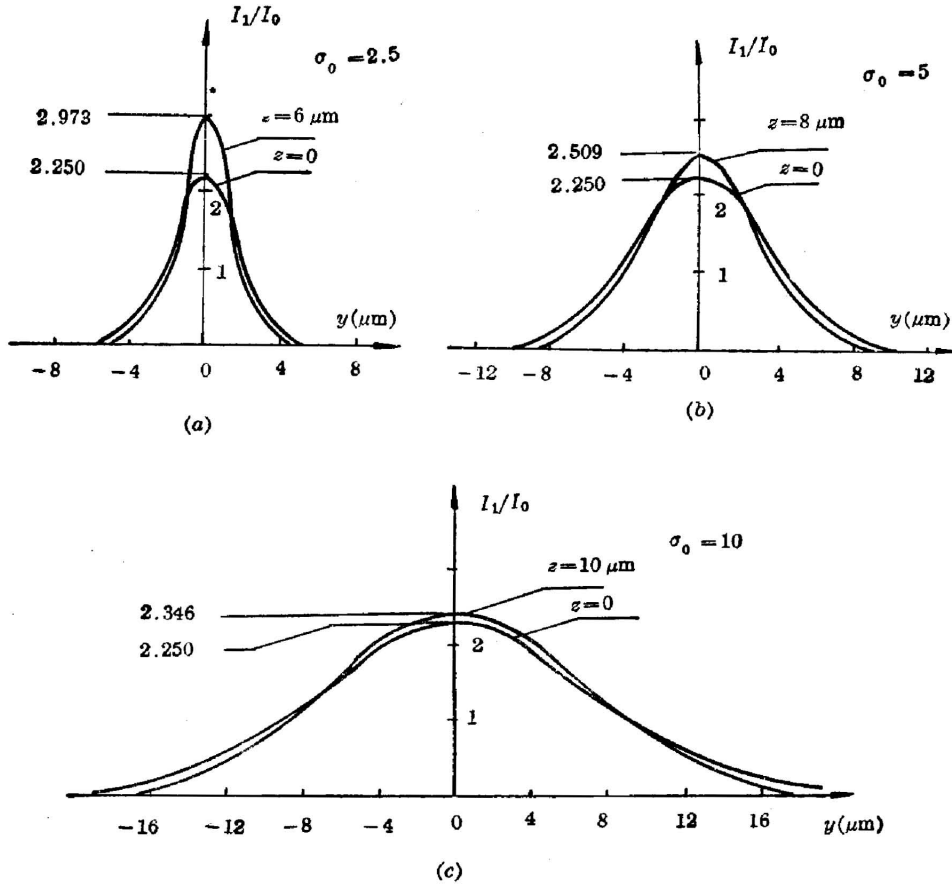 I₁/I₀
σ₀ = 2.5
2.973
z=6 μm
2.250
z=0
2
1
y(μm)
-8 -4 0 4 8
(a)
I₁/I₀
σ₀ = 5
z=8 μm
2.509
2.250
z=0
2
1
y(μm)
-12 -8 -4 0 4 8 12
(b)
I₁/I₀
σ₀ = 10
z=10 μm
2.346
z=0
2.250
2
1
-16 -12 -8 -4 0 4 8 12 16 y(μm)
(c)